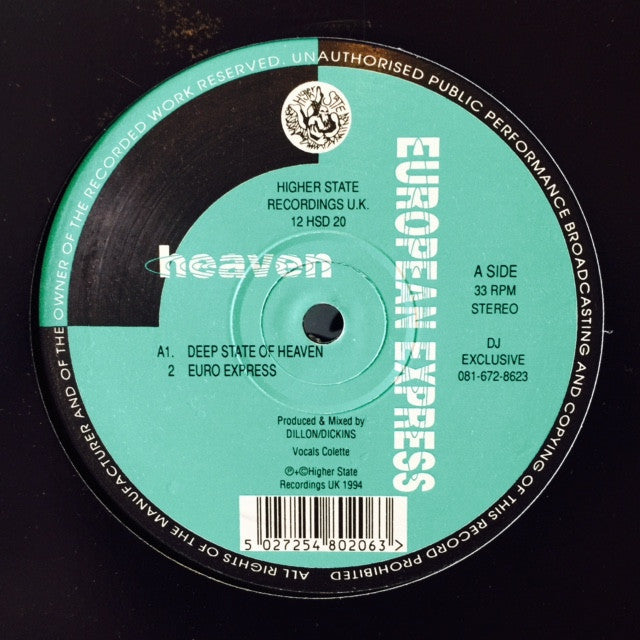 ALL RIGHTS OF THE MANUFACTURER AND OF THE OWNER OF THE RECORDED WORK RESERVED. UNAUTHORISED PUBLIC PERFORMANCE BROADCASTING AND COPYING OF THIS RECORD PROHIBITED
HIGHER STATE
RECORDINGS U.K.
12 HSD 20
heaven
EUROPEAN EXPRESS
A SIDE
33 RPM
STEREO
DJ
EXCLUSIVE
081-672-8623
A1. DEEP STATE OF HEAVEN
2 EURO EXPRESS
Produced & Mixed by
DILLON/DICKINS
Vocals Colette
℗+©Higher State
Recordings UK 1994
5 027254 802063 >